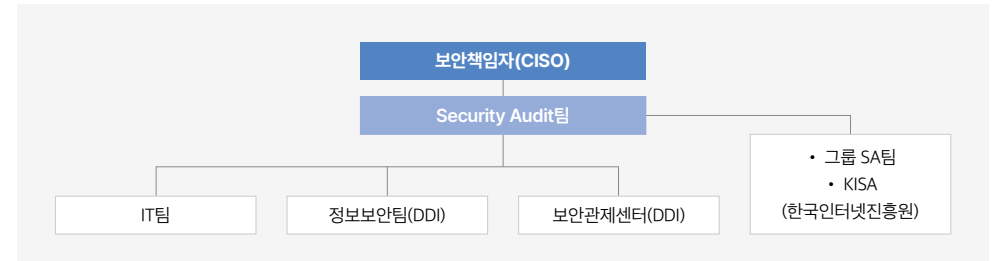 보안책임자(CISO)
Security Audit팀
• 그룹 SA팀
• KISA
(한국인터넷진흥원)
IT팀
정보보안팀(DDI)
보안관제센터(DDI)